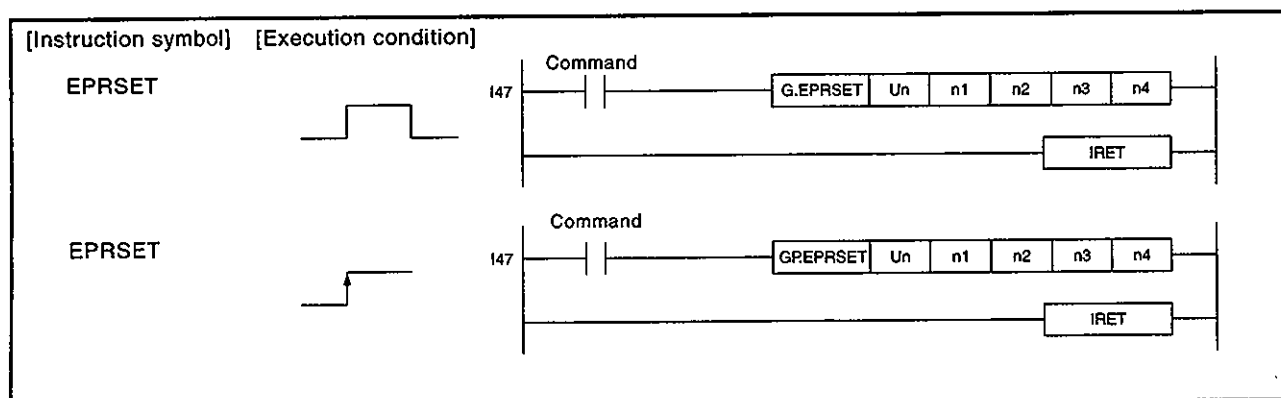 [Instruction symbol] [Execution condition]
Command
EPRSET
I47 G.EPRSET Un n1 n2 n3 n4
IRET
Command
EPRSET
I47 GP.EPRSET Un n1 n2 n3 n4
IRET